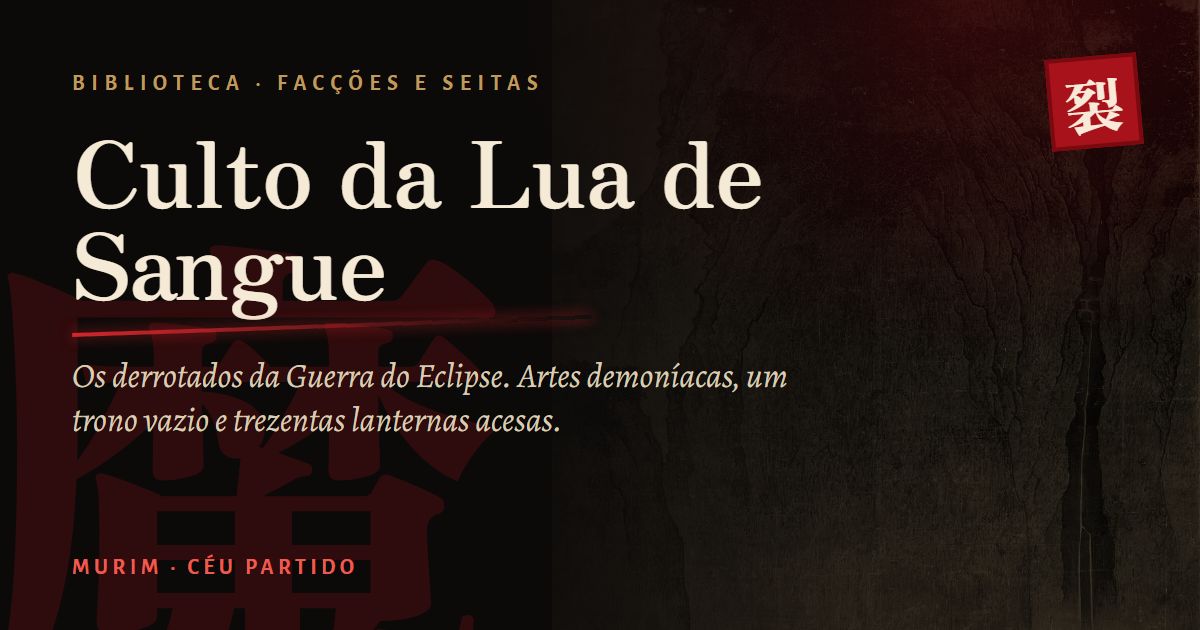 BIBLIOTECA · FACÇÕES E SEITAS
裂
Culto da Lua de
Sangue
Os derrotados da Guerra do Eclipse. Artes demoníacas, um
trono vazio e trezentas lanternas acesas.
MURIM · CÉU PARTIDO